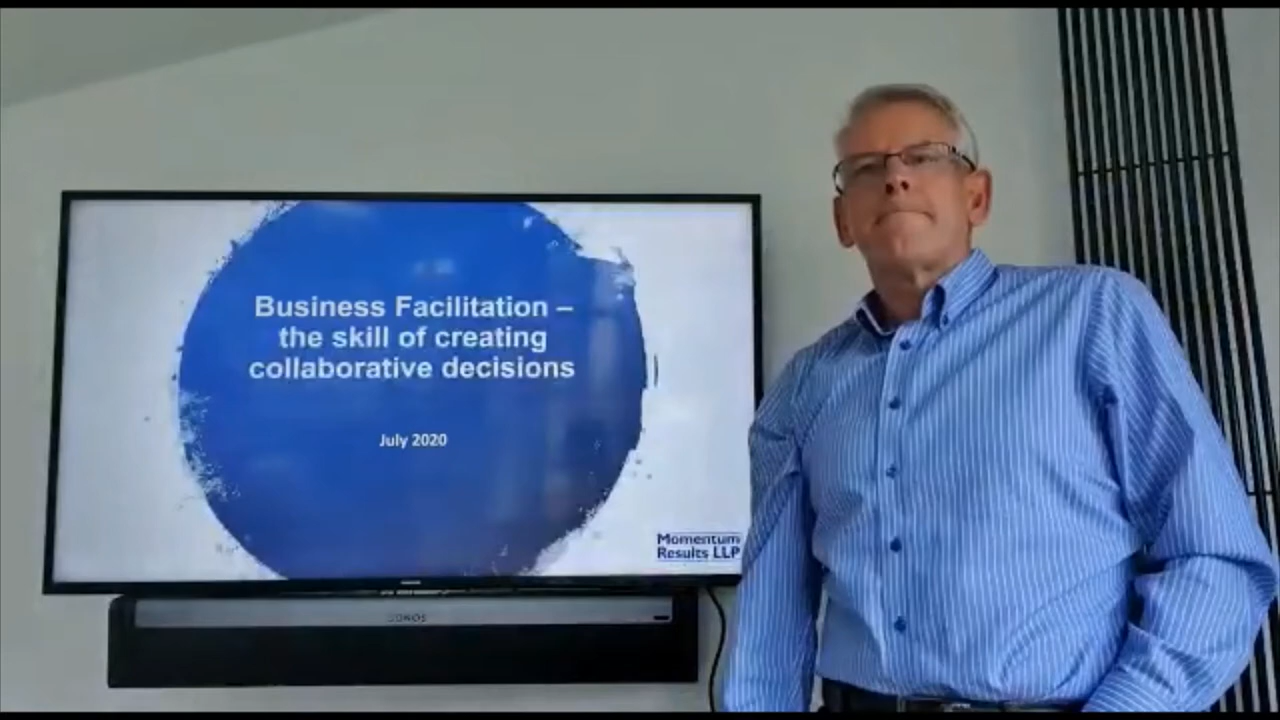 Business Facilitation –
the skill of creating
collaborative decisions
July 2020
Momentum
Results LLP
SONOS